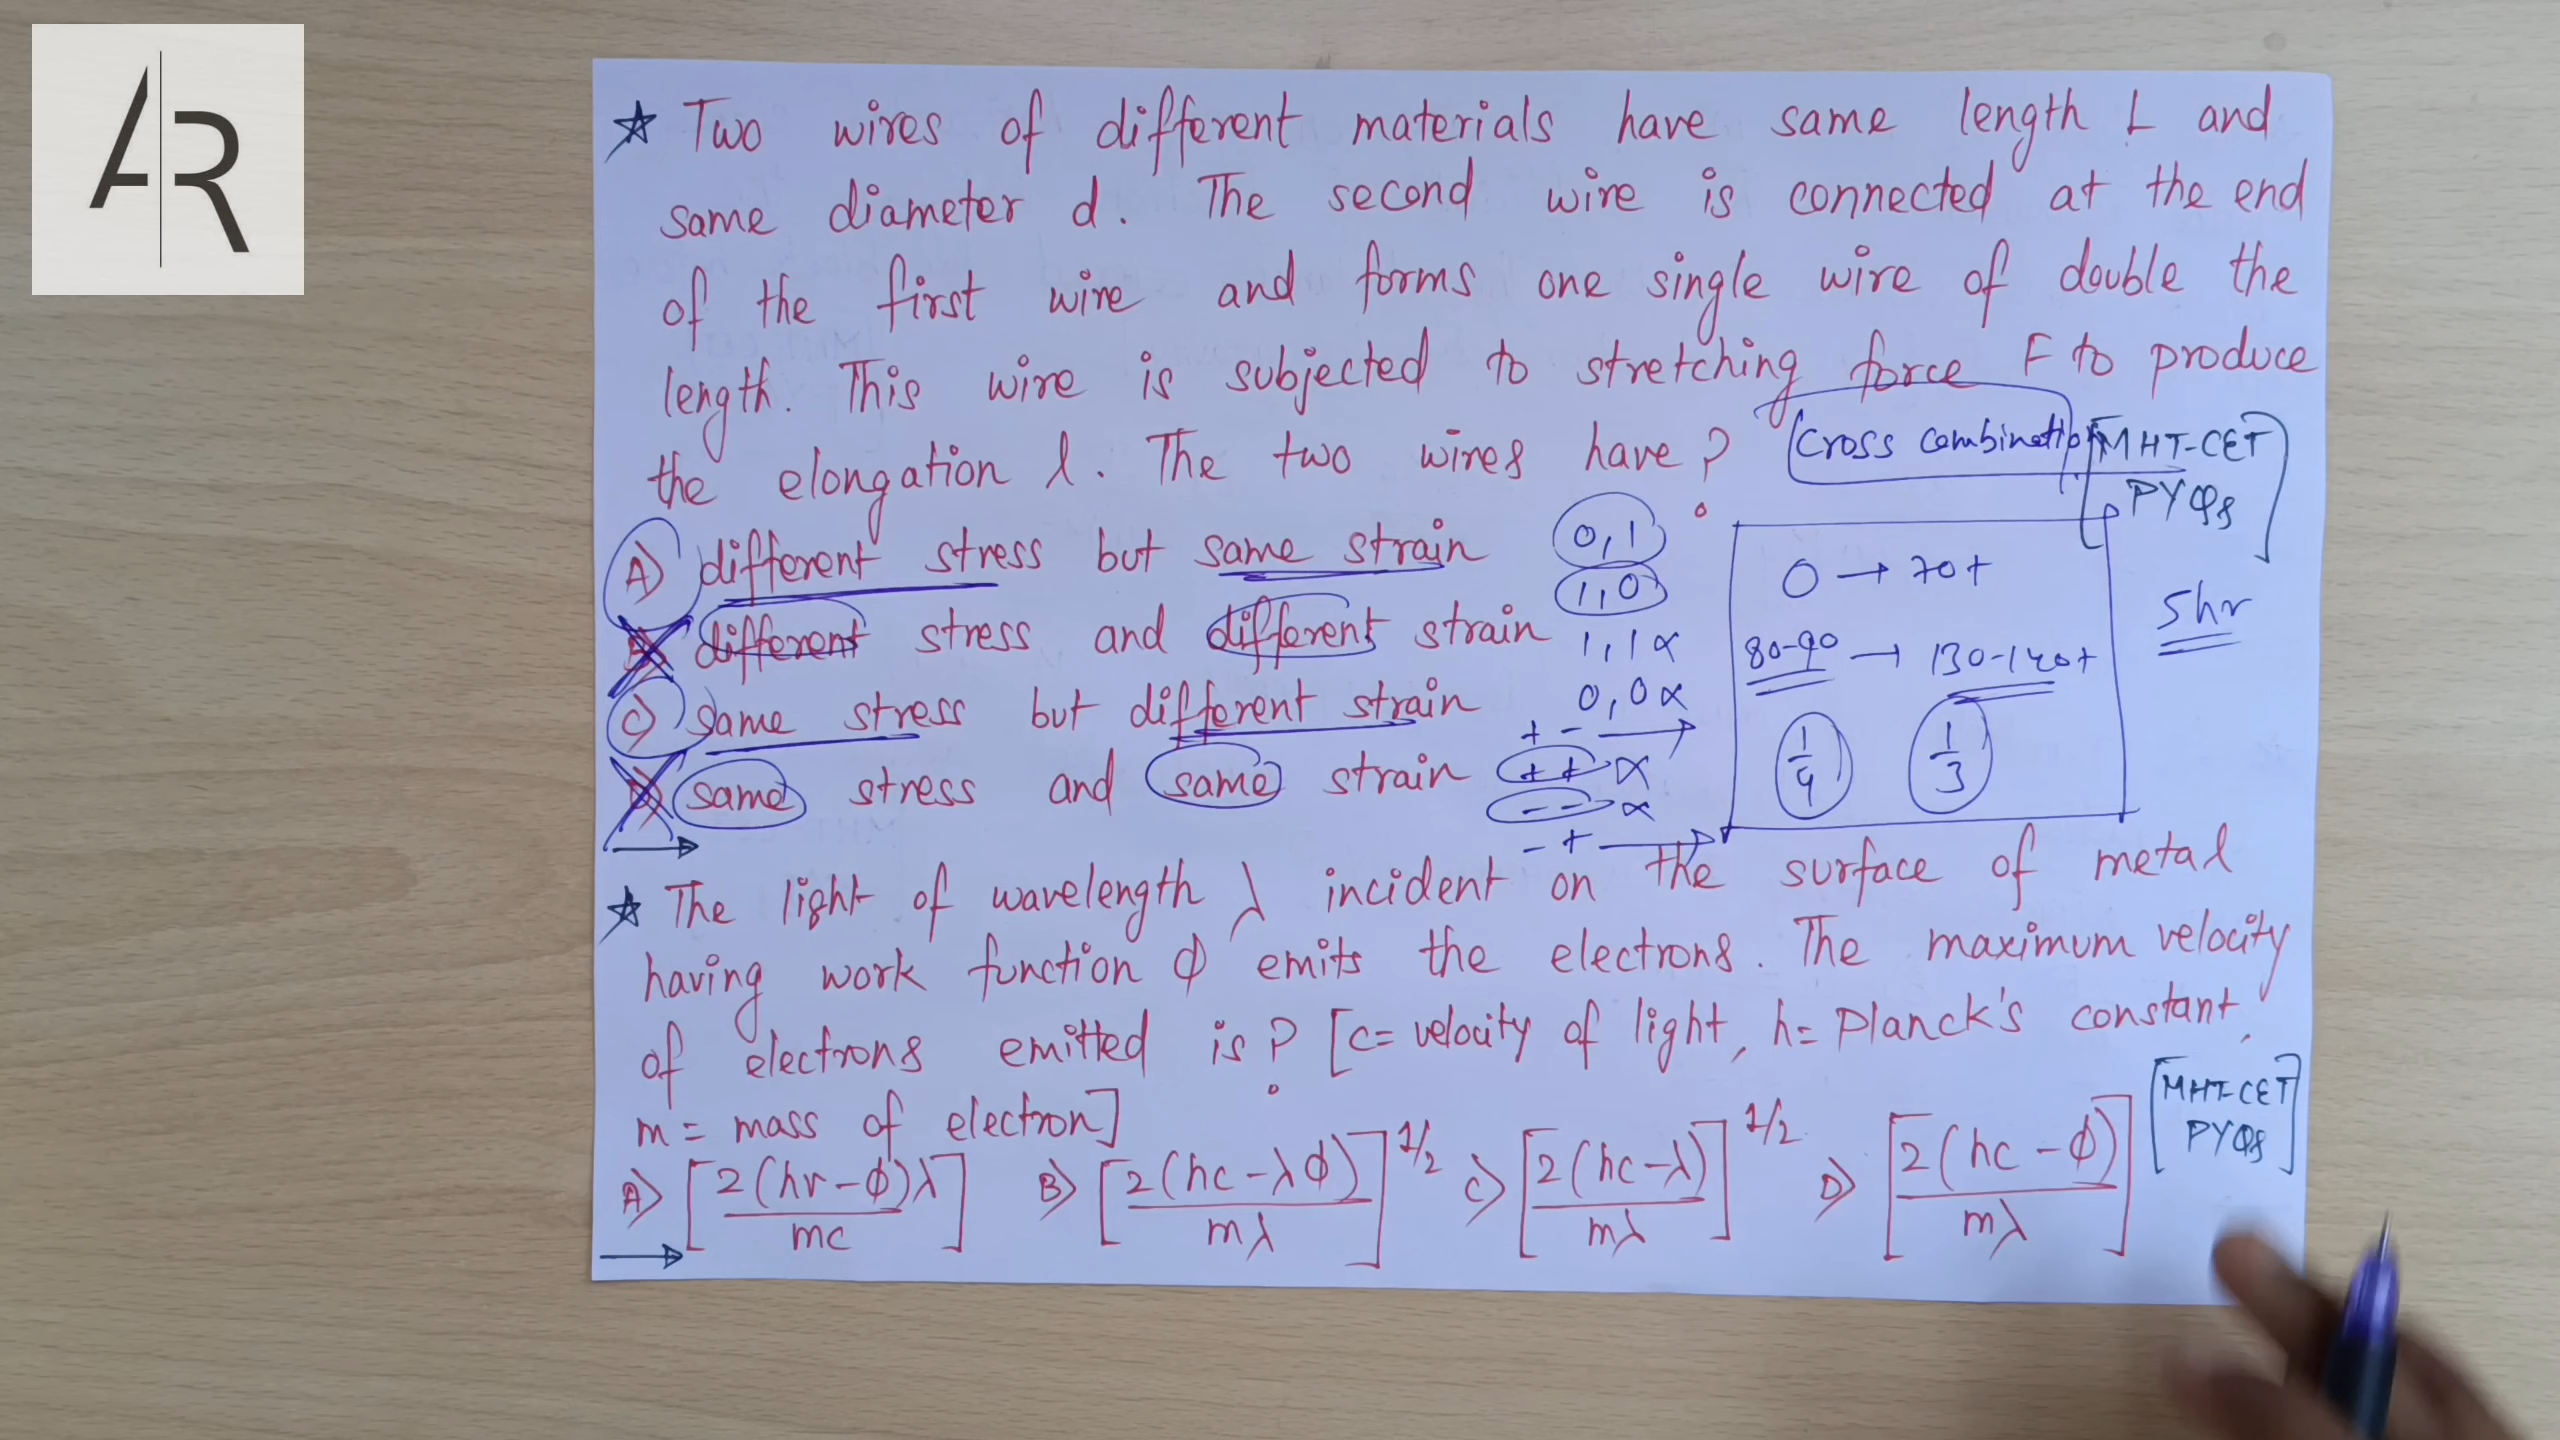 AR
★ Two wires of different materials have same length L and
same diameter d. The second wire is connected at the end
of the first wire and forms one single wire of double the
length. This wire is subjected to stretching force F to produce
the elongation l. The two wires have ?
[Cross Combination
[MHT-CET
PYQs]
A) different stress but same strain
B) different stress and different strain
C) same stress but different strain
D) same stress and same strain
0,1
1,0
1,1 ×
0,0 ×
+ - →
+ + ×
- - ×
- + →
0 → 70+
80-90 → 130-140+
1/4 1/3
5hr
★ The light of wavelength λ incident on the surface of metal
having work function ϕ emits the electrons. The maximum velocity
of electrons emitted is ? [c= velocity of light, h= Planck's constant,
m = mass of electron]
[MHT-CET
PYQs]
A) [2(hν-ϕ)λ/mc] B) [2(hc-λϕ)/mλ]^1/2 C) [2(hc-λ)/mλ]^1/2 D) [2(hc-ϕ)/mλ]